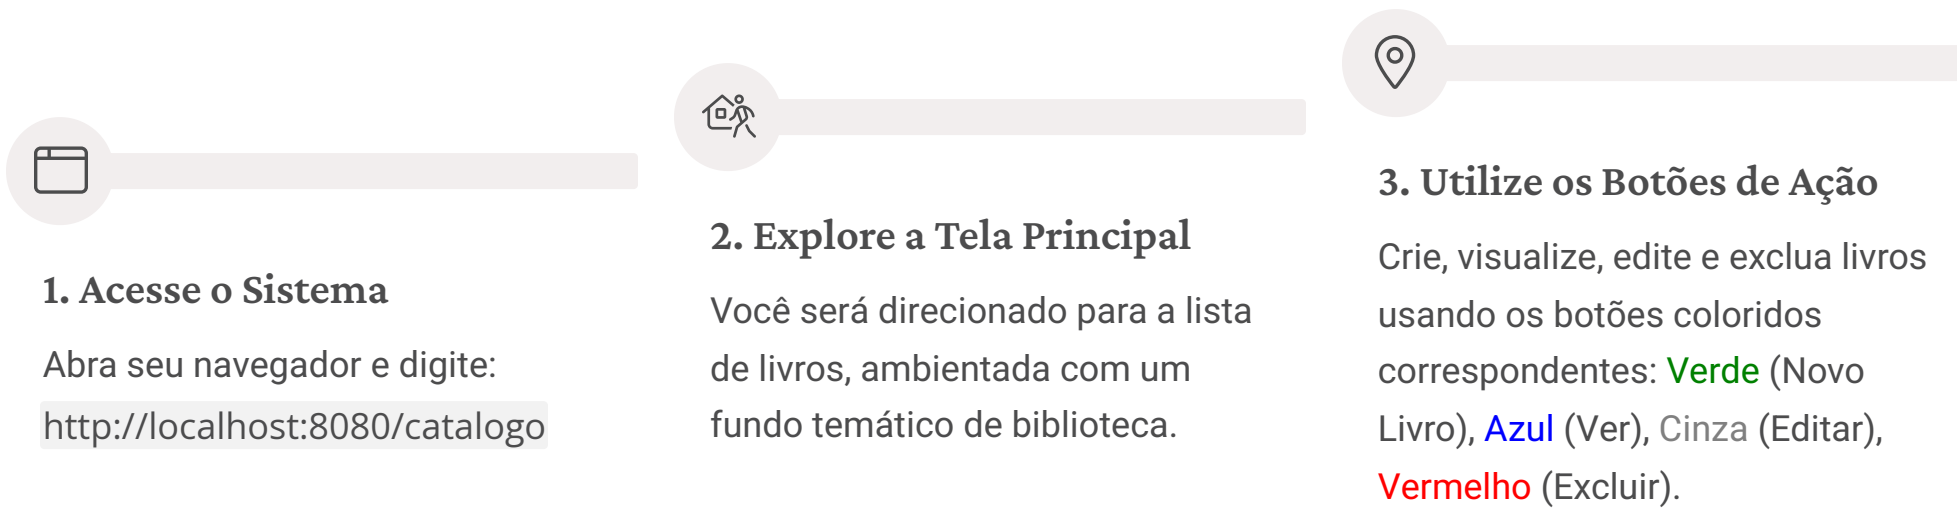 1. Acesse o Sistema
Abra seu navegador e digite:
http://localhost:8080/catalogo
2. Explore a Tela Principal
Você será direcionado para a lista
de livros, ambientada com um
fundo temático de biblioteca.
3. Utilize os Botões de Ação
Crie, visualize, edite e exclua livros
usando os botões coloridos
correspondentes: Verde (Novo
Livro), Azul (Ver), Cinza (Editar),
Vermelho (Excluir).